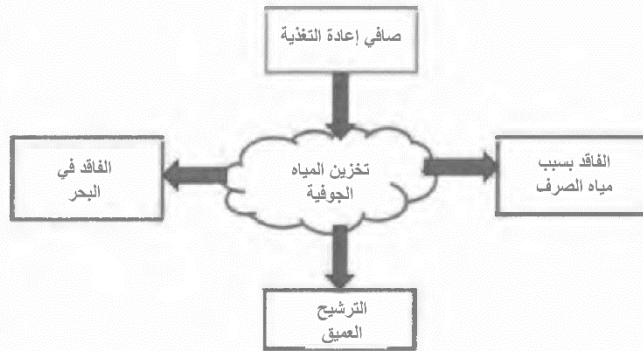 صافي إعادة التغذية
الفاقد بسبب
مياه الصرف
تخزين المياه
الجوفية
الفاقد في
البحر
الترشيح
العميق